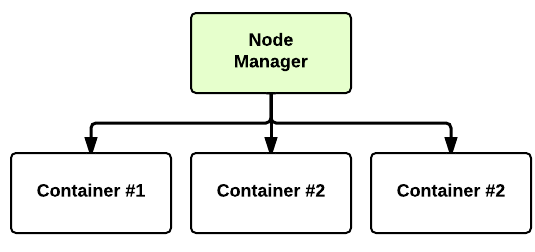 Node
Manager
Container #1
Container #2
Container #2